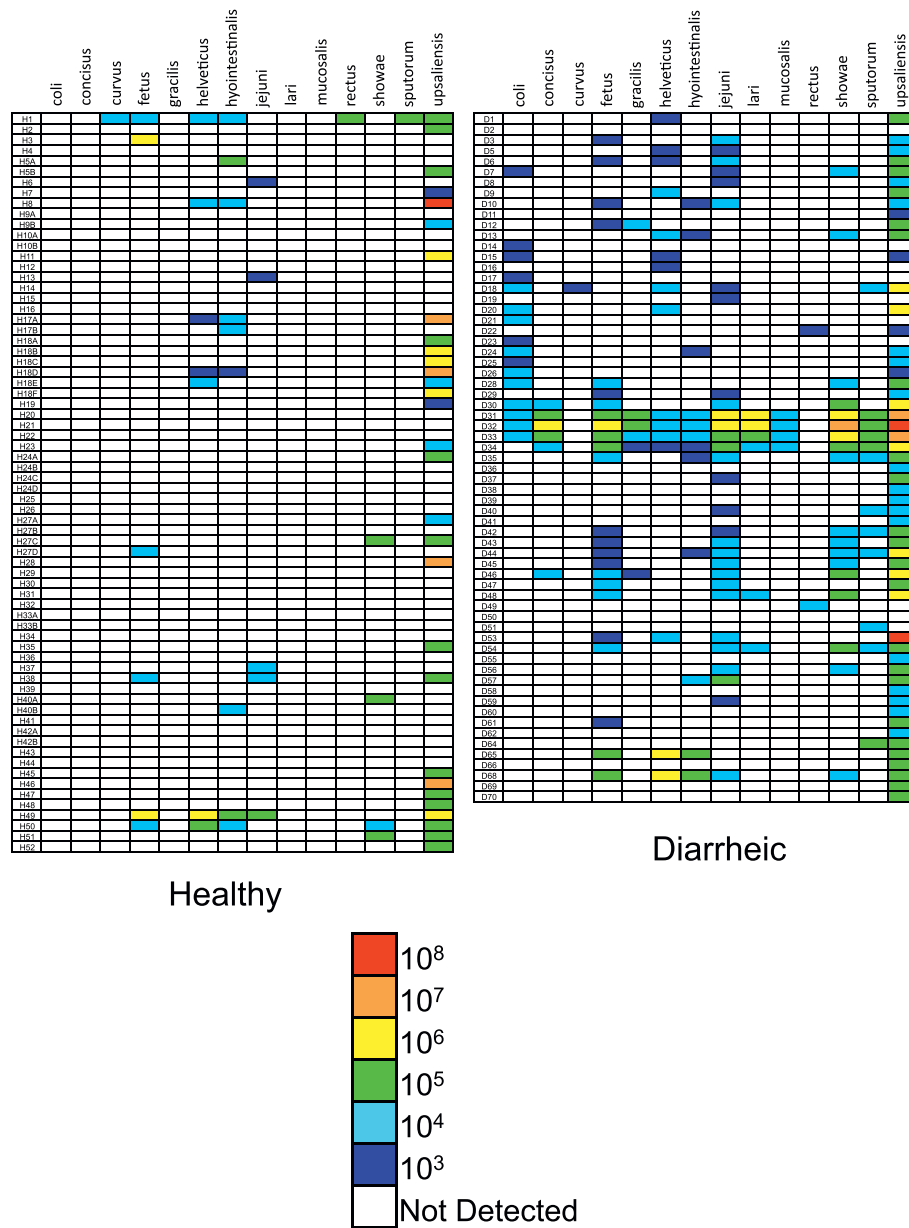 coli concisus curvus fetus gracilis helveticus hyointestinalis jejuni lari mucosalis rectus showae sputorum upsaliensis
H1
H2
H3
H4
H5A
H5B
H6
H7
H8
H9A
H9B
H10A
H10B
H11
H12
H13
H14
H15
H16
H17A
H17B
H18A
H18B
H18C
H18D
H18E
H18F
H19
H20
H21
H22
H23
H24A
H24B
H24C
H24D
H25
H26
H27A
H27B
H27C
H27D
H28
H29
H30
H31
H32
H33A
H33B
H34
H35
H36
H37
H38
H39
H40A
H40B
H41
H42A
H42B
H43
H44
H45
H46
H47
H48
H49
H50
H51
H52
Healthy
coli concisus curvus fetus gracilis helveticus hyointestinalis jejuni lari mucosalis rectus showae sputorum upsaliensis
D1
D2
D3
D5
D6
D7
D8
D9
D10
D11
D12
D13
D14
D15
D16
D17
D18
D19
D20
D21
D22
D23
D24
D25
D26
D28
D29
D30
D31
D32
D33
D34
D35
D36
D37
D38
D39
D40
D41
D42
D43
D44
D45
D46
D47
D48
D49
D50
D51
D53
D54
D55
D56
D57
D58
D59
D60
D61
D62
D64
D65
D66
D68
D69
D70
Diarrheic
10⁸
10⁷
10⁶
10⁵
10⁴
10³
Not Detected